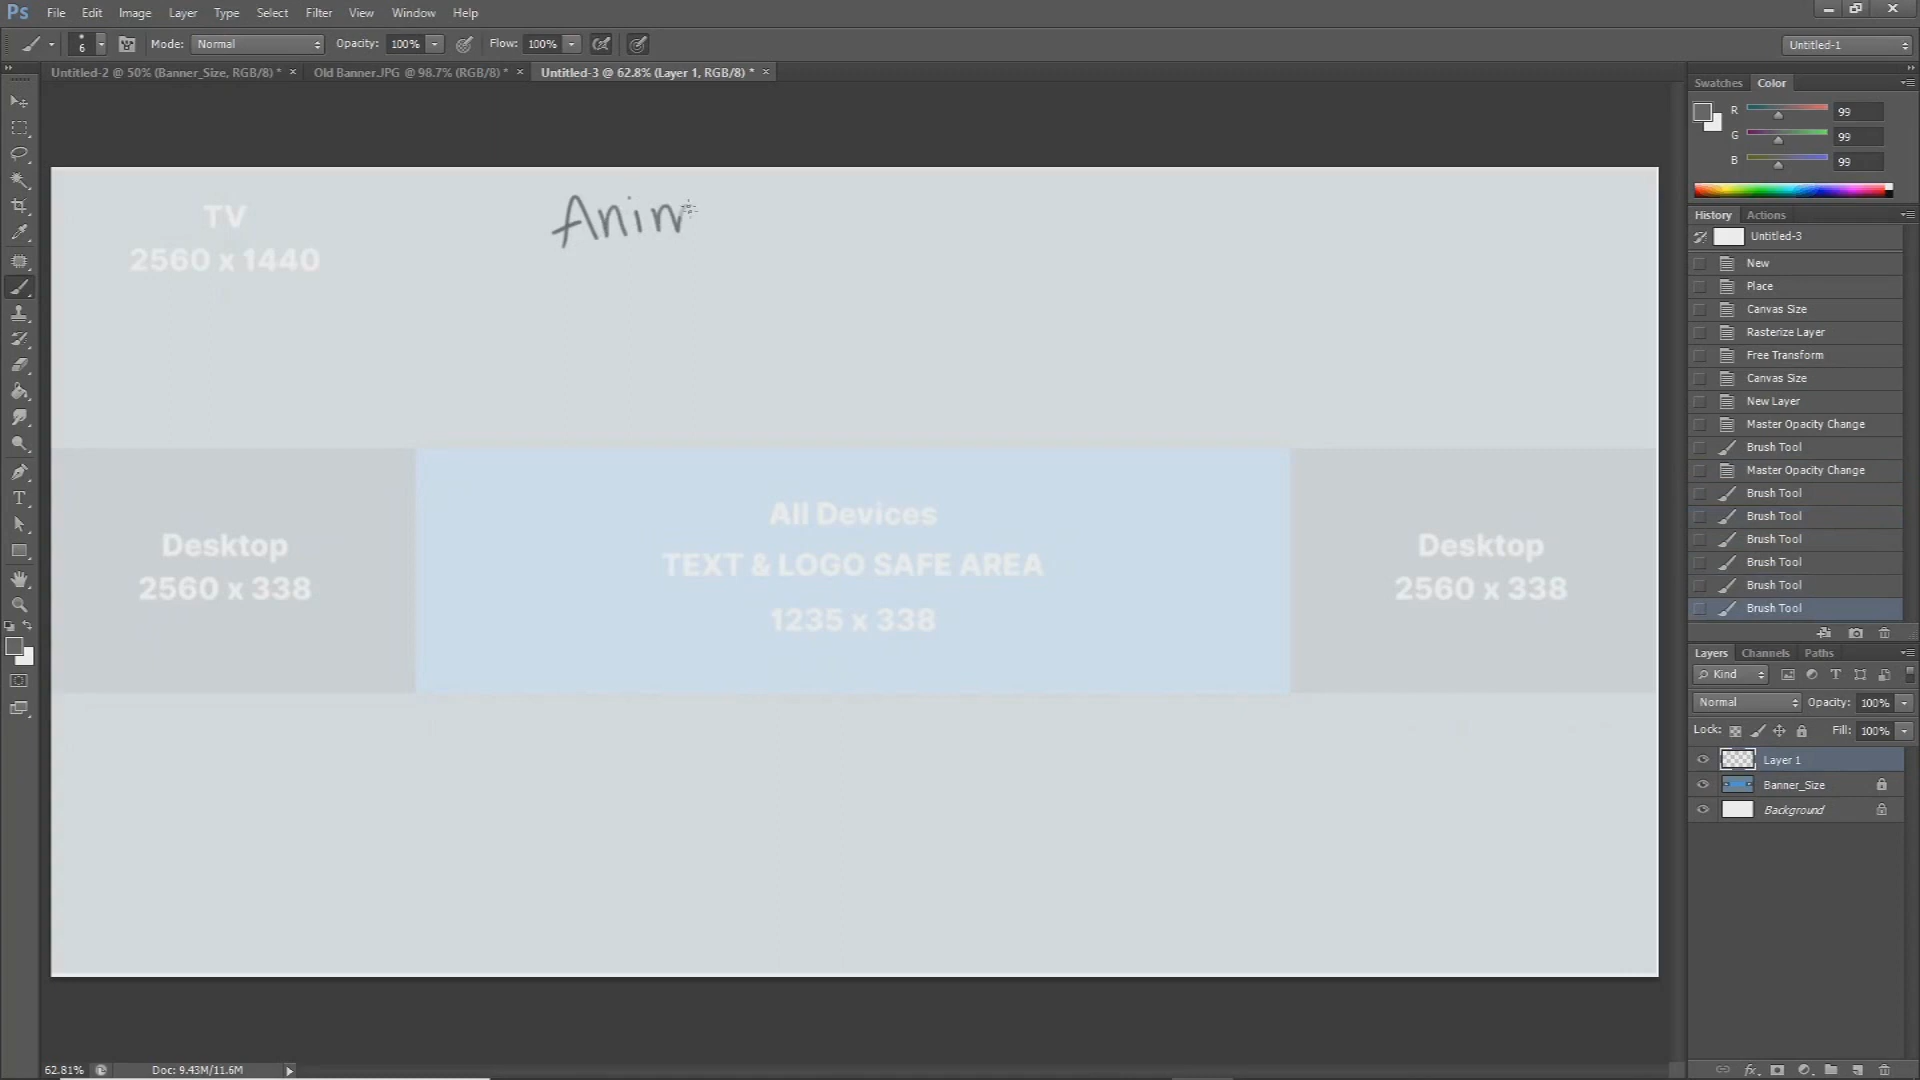 Ps File Edit Image Layer Type Select Filter View Window Help
6 Mode: Normal Opacity: 100% Flow: 100% Untitled-1
Untitled-2 @ 50% (Banner_Size, RGB/8) * × Old Banner.JPG @ 98.7% (RGB/8) * × Untitled-3 @ 62.8% (Layer 1, RGB/8) * ×
Swatches Color
R 99
G 99
B 99
History Actions
Untitled-3
New
Place
Canvas Size
Rasterize Layer
Free Transform
Canvas Size
New Layer
Master Opacity Change
Brush Tool
Master Opacity Change
Brush Tool
Brush Tool
Brush Tool
Brush Tool
Brush Tool
Brush Tool
Layers Channels Paths
Kind
Normal Opacity: 100%
Lock: Fill: 100%
Layer 1
Banner_Size
Background
TV
2560 x 1440
Anim
Desktop
2560 x 338
All Devices
TEXT & LOGO SAFE AREA
1235 x 338
Desktop
2560 x 338
62.81% Doc: 9.43M/11.6M